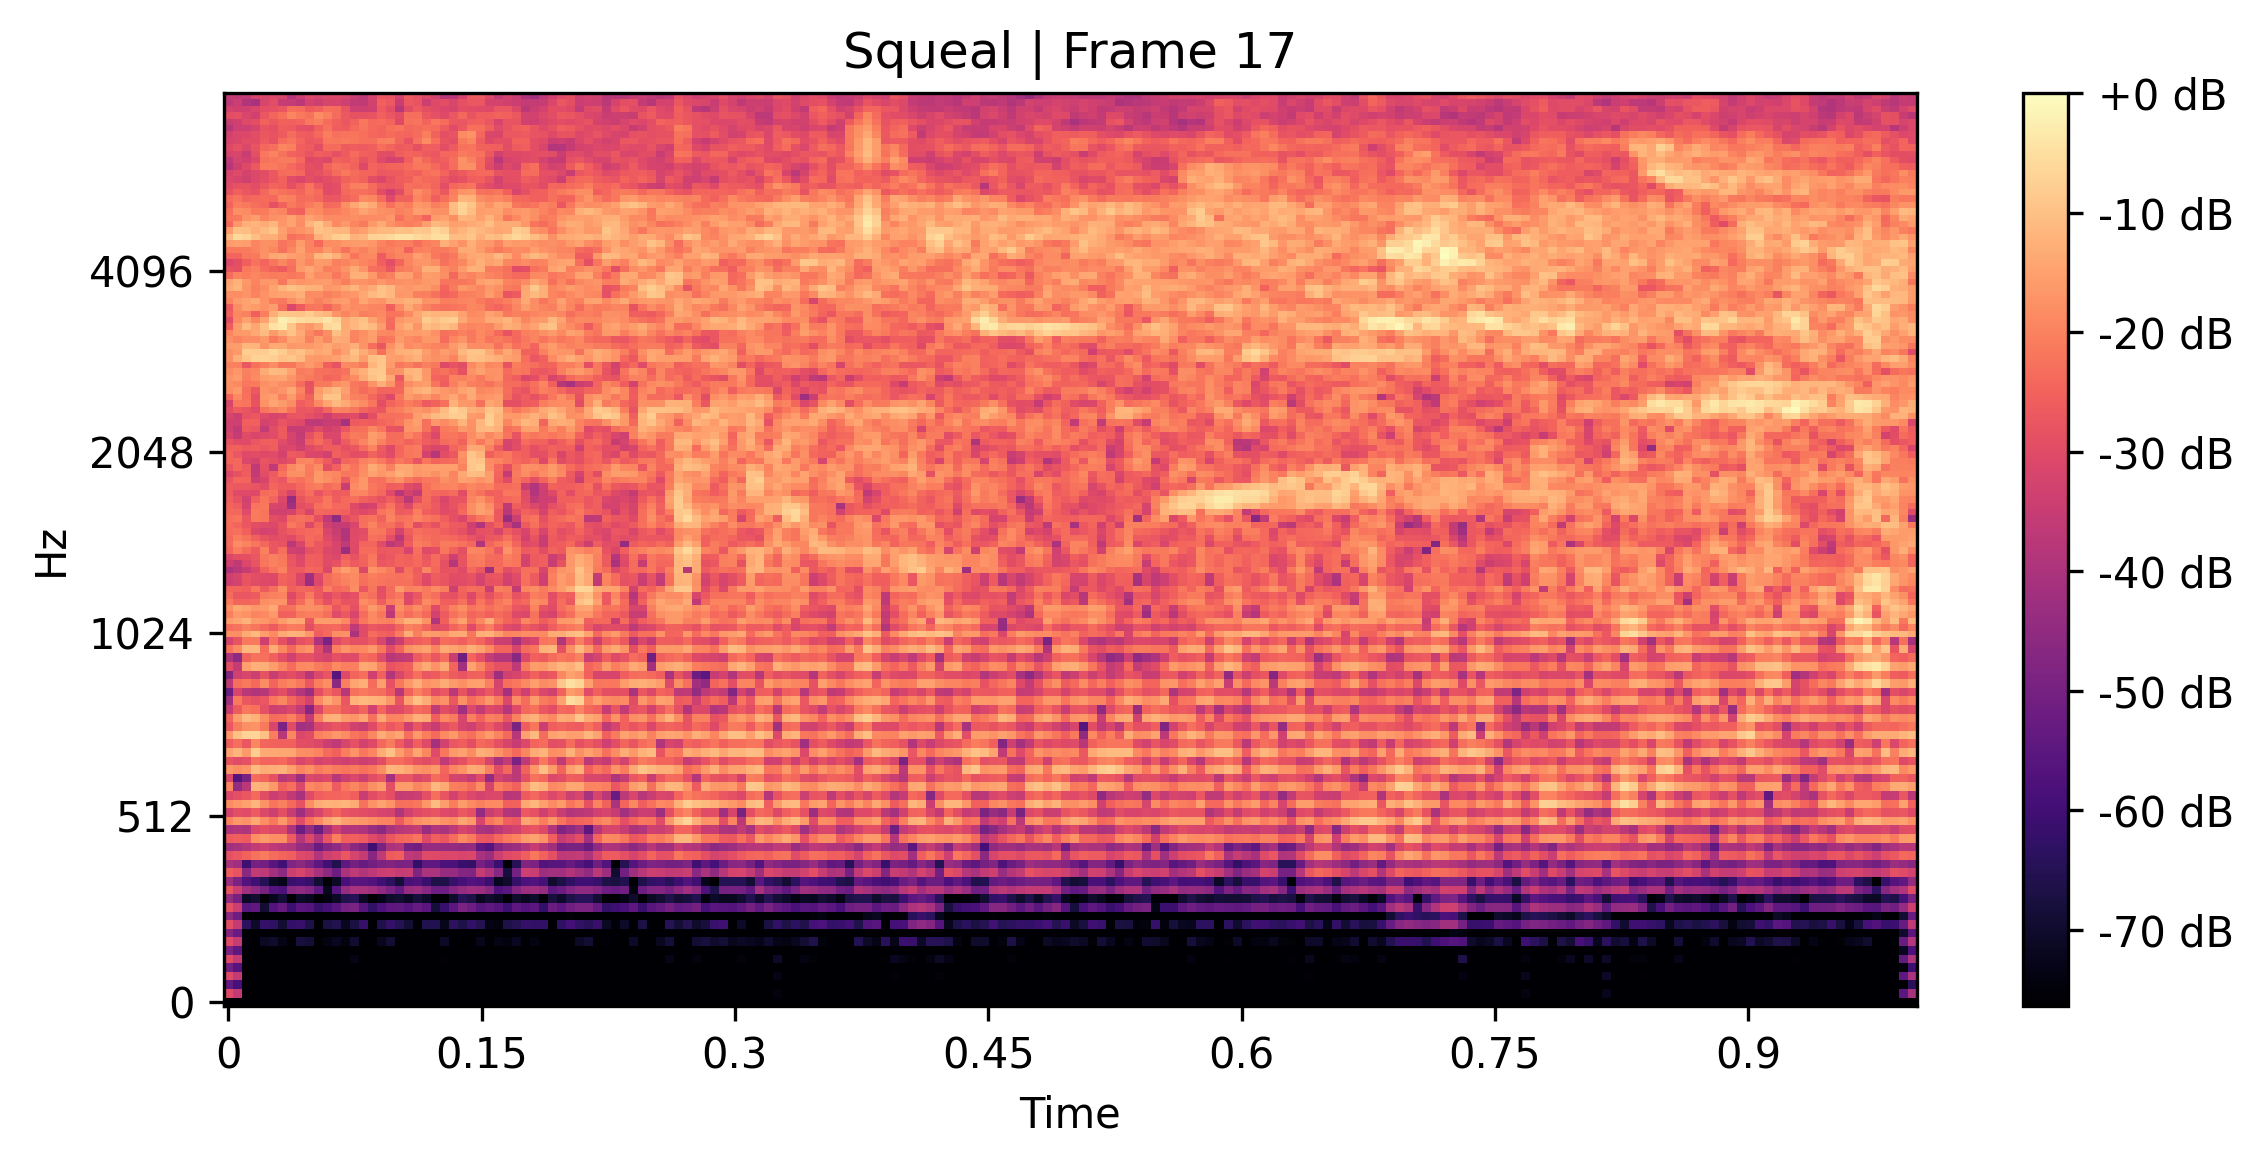 Squeal | Frame 17
Hz
4096
2048
1024
512
0
0 0.15 0.3 0.45 0.6 0.75 0.9
Time
+0 dB
-10 dB
-20 dB
-30 dB
-40 dB
-50 dB
-60 dB
-70 dB